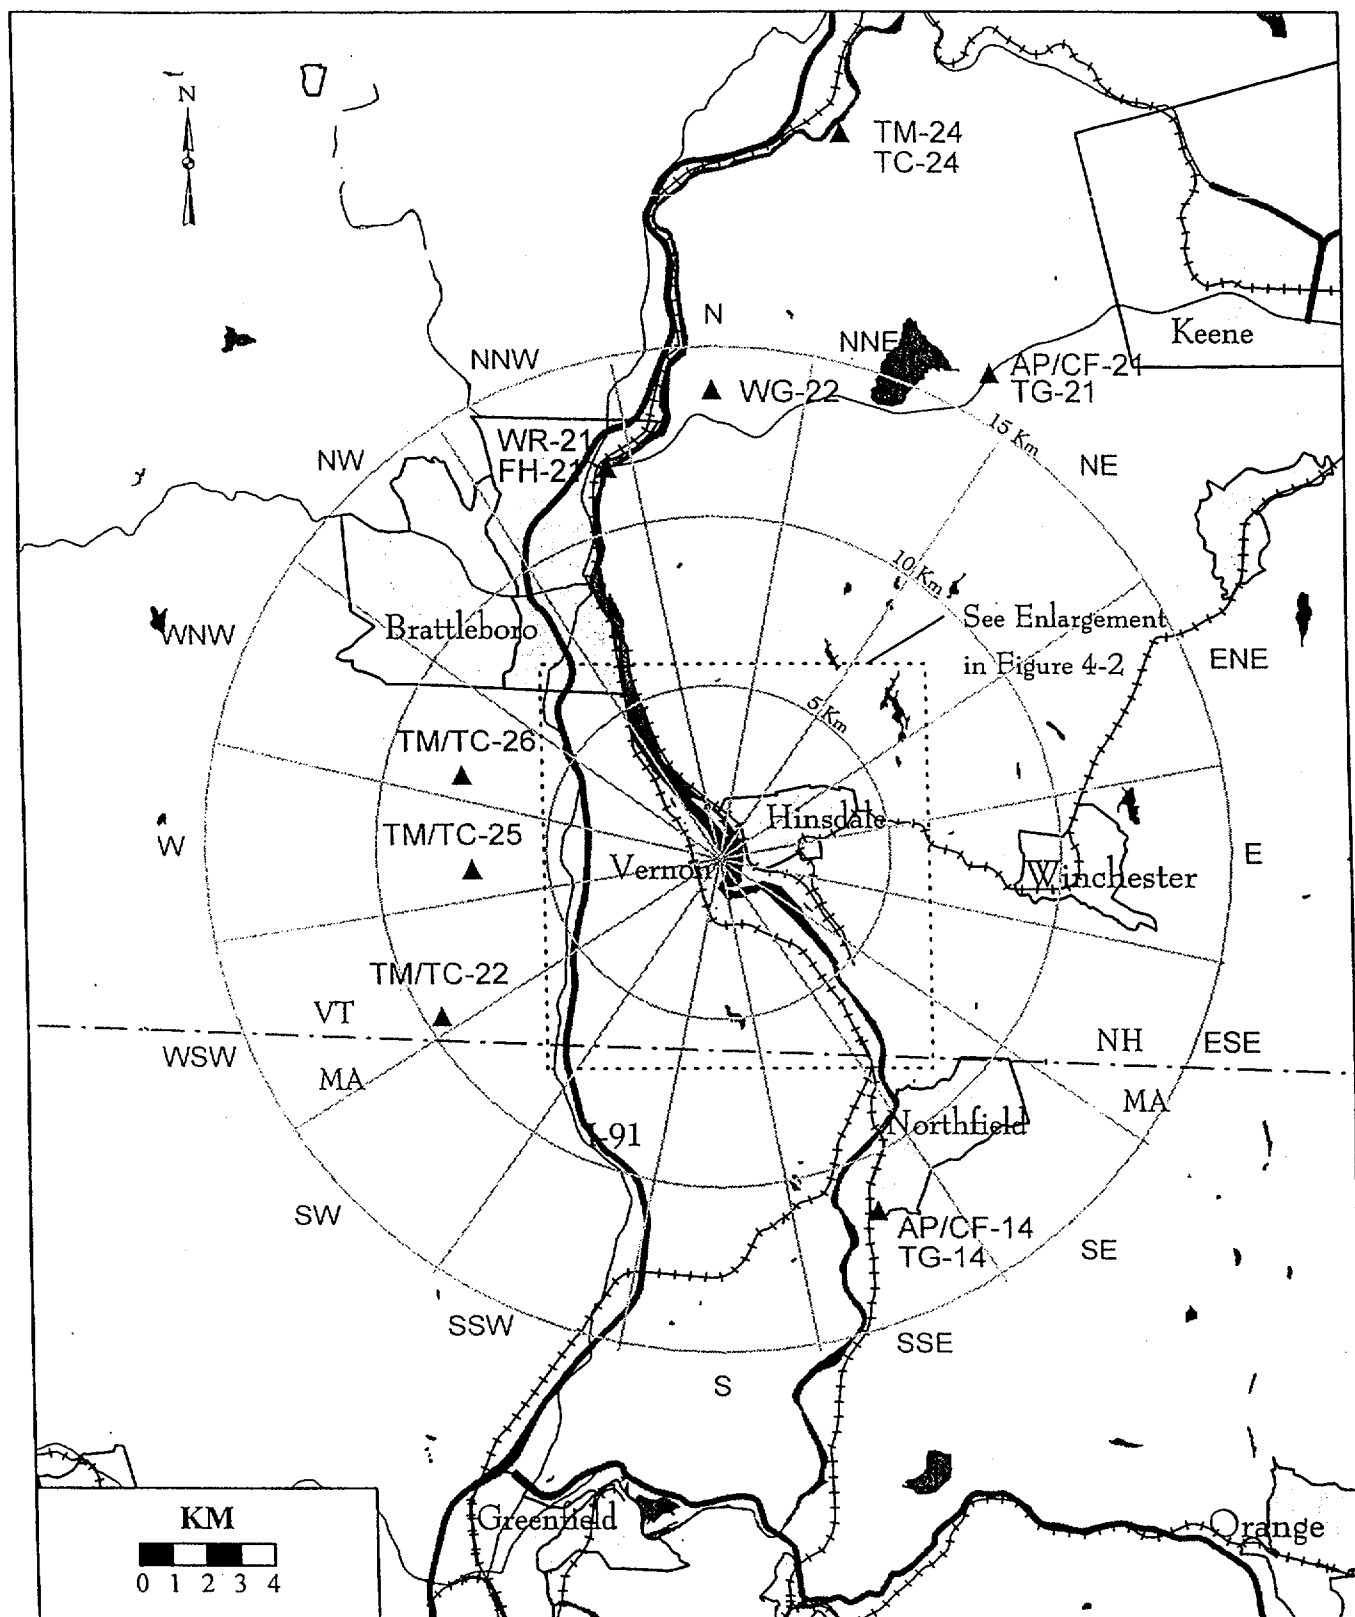 N
TM-24
TC-24
N
NNE
Keene
NNW
AP/CF-21
TG-21
WG-22
15 Km
WR-21
FH-21
NW
NE
10 Km
See Enlargement
in Figure 4-2
Brattleboro
WNW
ENE
5 Km
TM/TC-26
Hinsdale
TM/TC-25
W
E
Vernon
Winchester
TM/TC-22
VT
NH
ESE
WSW
MA
MA
Northfield
I-91
SW
AP/CF-14
TG-14
SE
SSW
SSE
S
KM
0 1 2 3 4
Greenfield
Orange